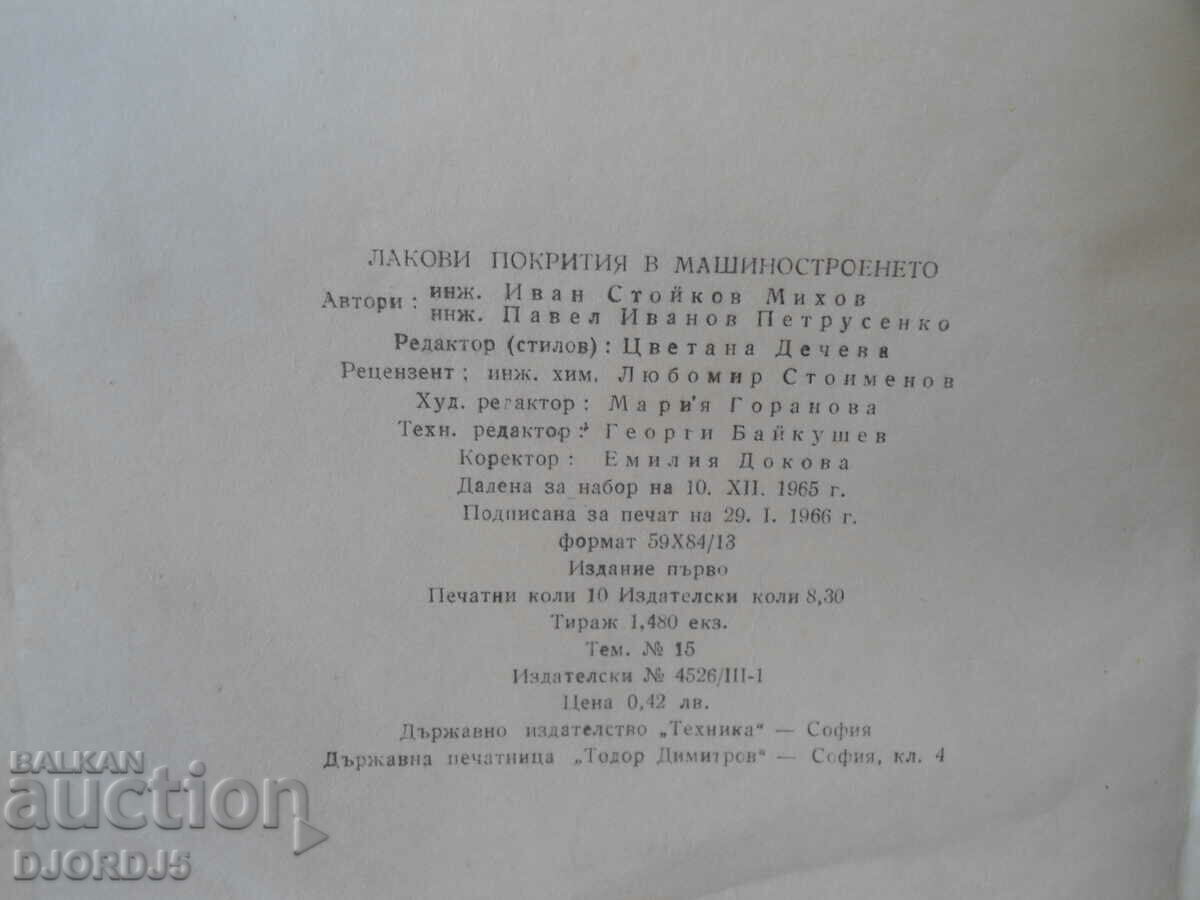 ЛАКОВИ ПОКРИТИЯ В МАШИНОСТРОЕНЕТО
Автори: инж. Иван Стойков Михов
инж. Павел Иванов Петрусенко
Редактор (стилов): Цветана Дечева
Рецензент: инж. хим. Любомир Стоименов
Худ. регактор: Мария Горанова
Техн. редактор: Георги Байкушев
Коректор: Емилия Докова
Дадена за набор на 10. XII. 1965 г.
Подписана за печат на 29. I. 1966 г.
формат 59X84/13
Издание първо
Печатни коли 10 Издателски коли 8,30
Тираж 1,480 екз.
Тем. № 15
Издателски № 4526/III-1
Цена 0,42 лв.
Държавно издателство „Техника“ — София
Държавна печатница „Тодор Димитров“ — София, кл. 4
BALKAN
auction
DJORDJ5